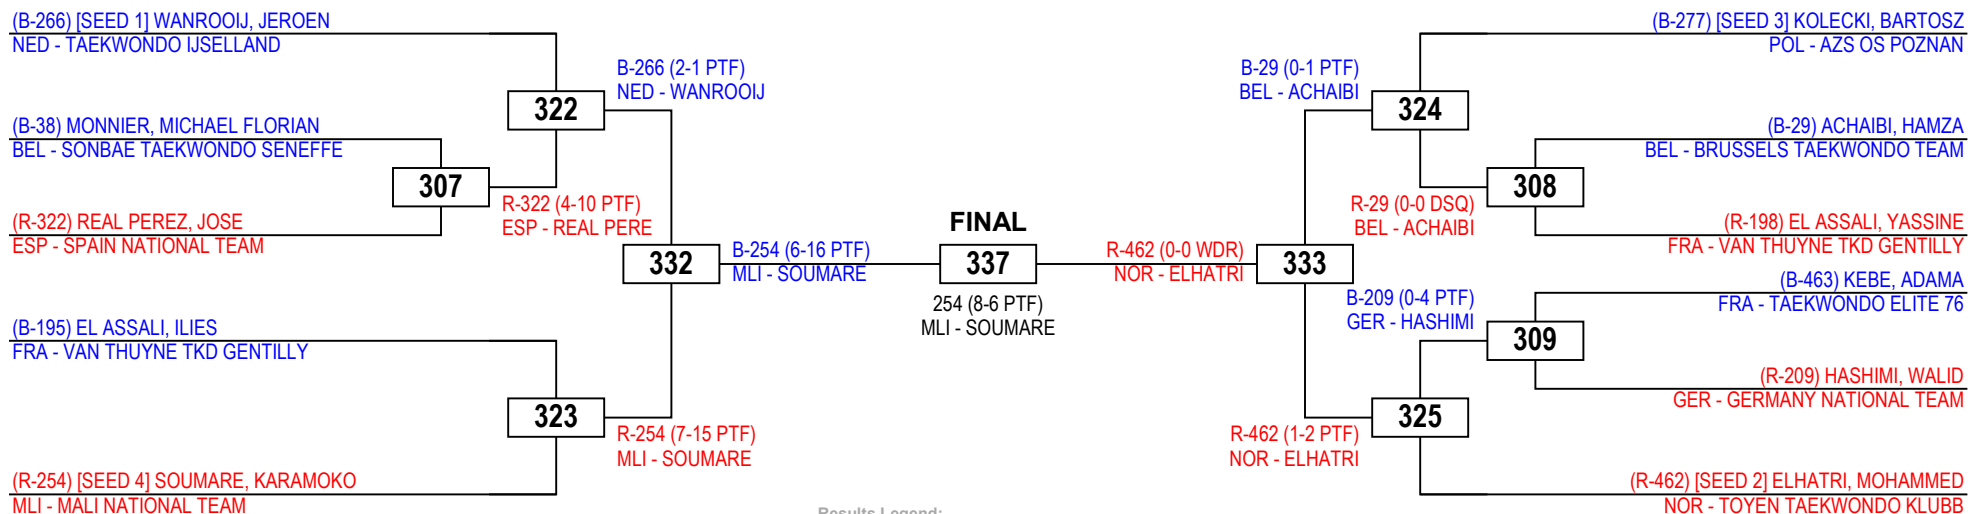 (B-266) [SEED 1] WANROOIJ, JEROEN
NED - TAEKWONDO IJSELLAND
(B-38) MONNIER, MICHAEL FLORIAN
BEL - SONBAE TAEKWONDO SENEFFE
(R-322) REAL PEREZ, JOSE
ESP - SPAIN NATIONAL TEAM
(B-195) EL ASSALI, ILIES
FRA - VAN THUYNE TKD GENTILLY
(R-254) [SEED 4] SOUMARE, KARAMOKO
MLI - MALI NATIONAL TEAM
307
322
323
R-322 (4-10 PTF)
ESP - REAL PERE
B-266 (2-1 PTF)
NED - WANROOIJ
R-254 (7-15 PTF)
MLI - SOUMARE
332
B-254 (6-16 PTF)
MLI - SOUMARE
FINAL
337
254 (8-6 PTF)
MLI - SOUMARE
R-462 (0-0 WDR)
NOR - ELHATRI
333
B-29 (0-1 PTF)
BEL - ACHAIBI
R-462 (1-2 PTF)
NOR - ELHATRI
324
325
R-29 (0-0 DSQ)
BEL - ACHAIBI
B-209 (0-4 PTF)
GER - HASHIMI
308
309
(B-277) [SEED 3] KOLECKI, BARTOSZ
POL - AZS OS POZNAN
(B-29) ACHAIBI, HAMZA
BEL - BRUSSELS TAEKWONDO TEAM
(R-198) EL ASSALI, YASSINE
FRA - VAN THUYNE TKD GENTILLY
(B-463) KEBE, ADAMA
FRA - TAEKWONDO ELITE 76
(R-209) HASHIMI, WALID
GER - GERMANY NATIONAL TEAM
(R-462) [SEED 2] ELHATRI, MOHAMMED
NOR - TOYEN TAEKWONDO KLUBB
Results Legend: